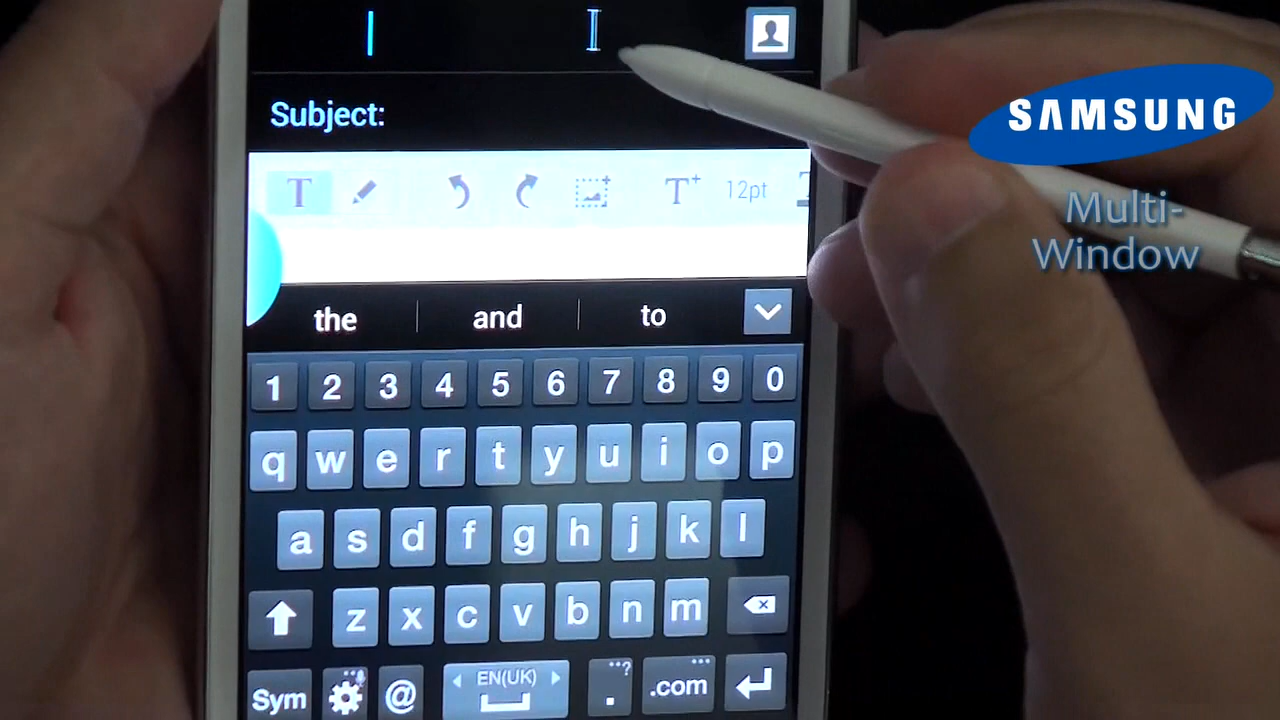 SAMSUNG
Multi-
Window
Subject:
T T+ 12pt
the and to
1 2 3 4 5 6 7 8 9 0
q w e r t y u i o p
a s d f g h j k l
z x c v b n m
Sym @ EN(UK) . ? .com